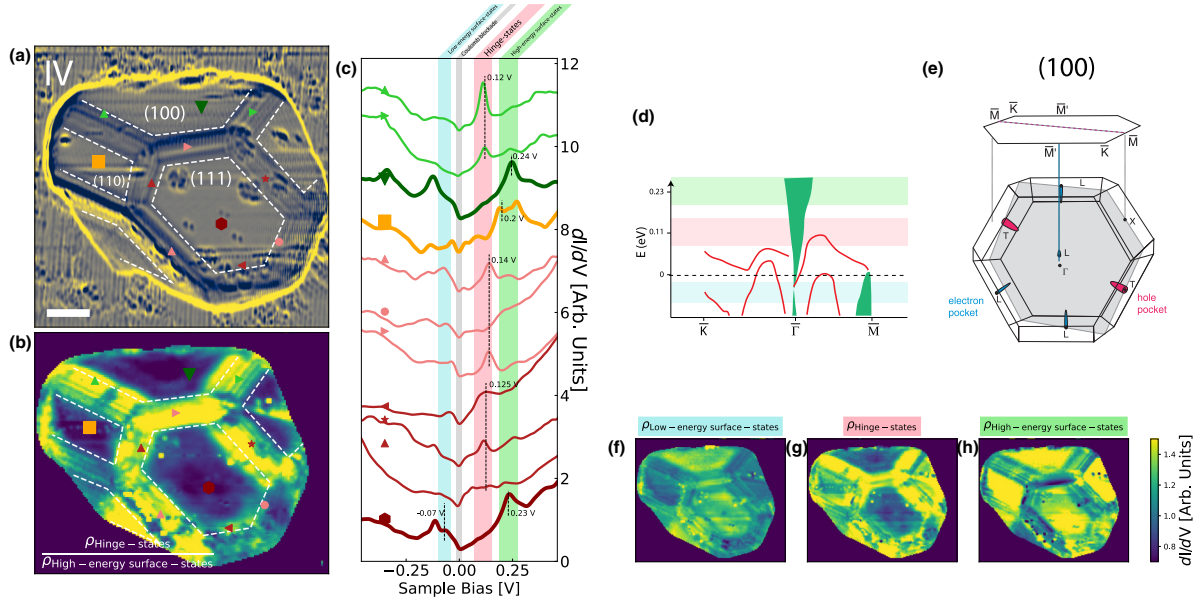 (a)
IV
(100)
(110)
(111)
(b)
ρHinge − states
ρHigh − energy surface − states
(c)
Low-energy surface-states
Coulomb blockade
Hinge-states
High-energy surface-states
0.12 V
0.24 V
0.2 V
0.14 V
0.125 V
-0.07 V
0.23 V
12
10
8
6
4
2
0
dI/dV [Arb. Units]
−0.25
0.00
0.25
Sample Bias [V]
(d)
E (eV)
0.23
0.11
0
K̅
Γ̅
M̅
(e)
(100)
M̅
K̅
M̅'
M̅
M̅'
K̅
L
T
X
L
Γ
T
L
L
electron
pocket
hole
pocket
(f)
ρLow − energy surface − states
(g)
ρHinge − states
(h)
ρHigh − energy surface − states
1.4
1.2
1.0
0.8
dI/dV [Arb. Units]